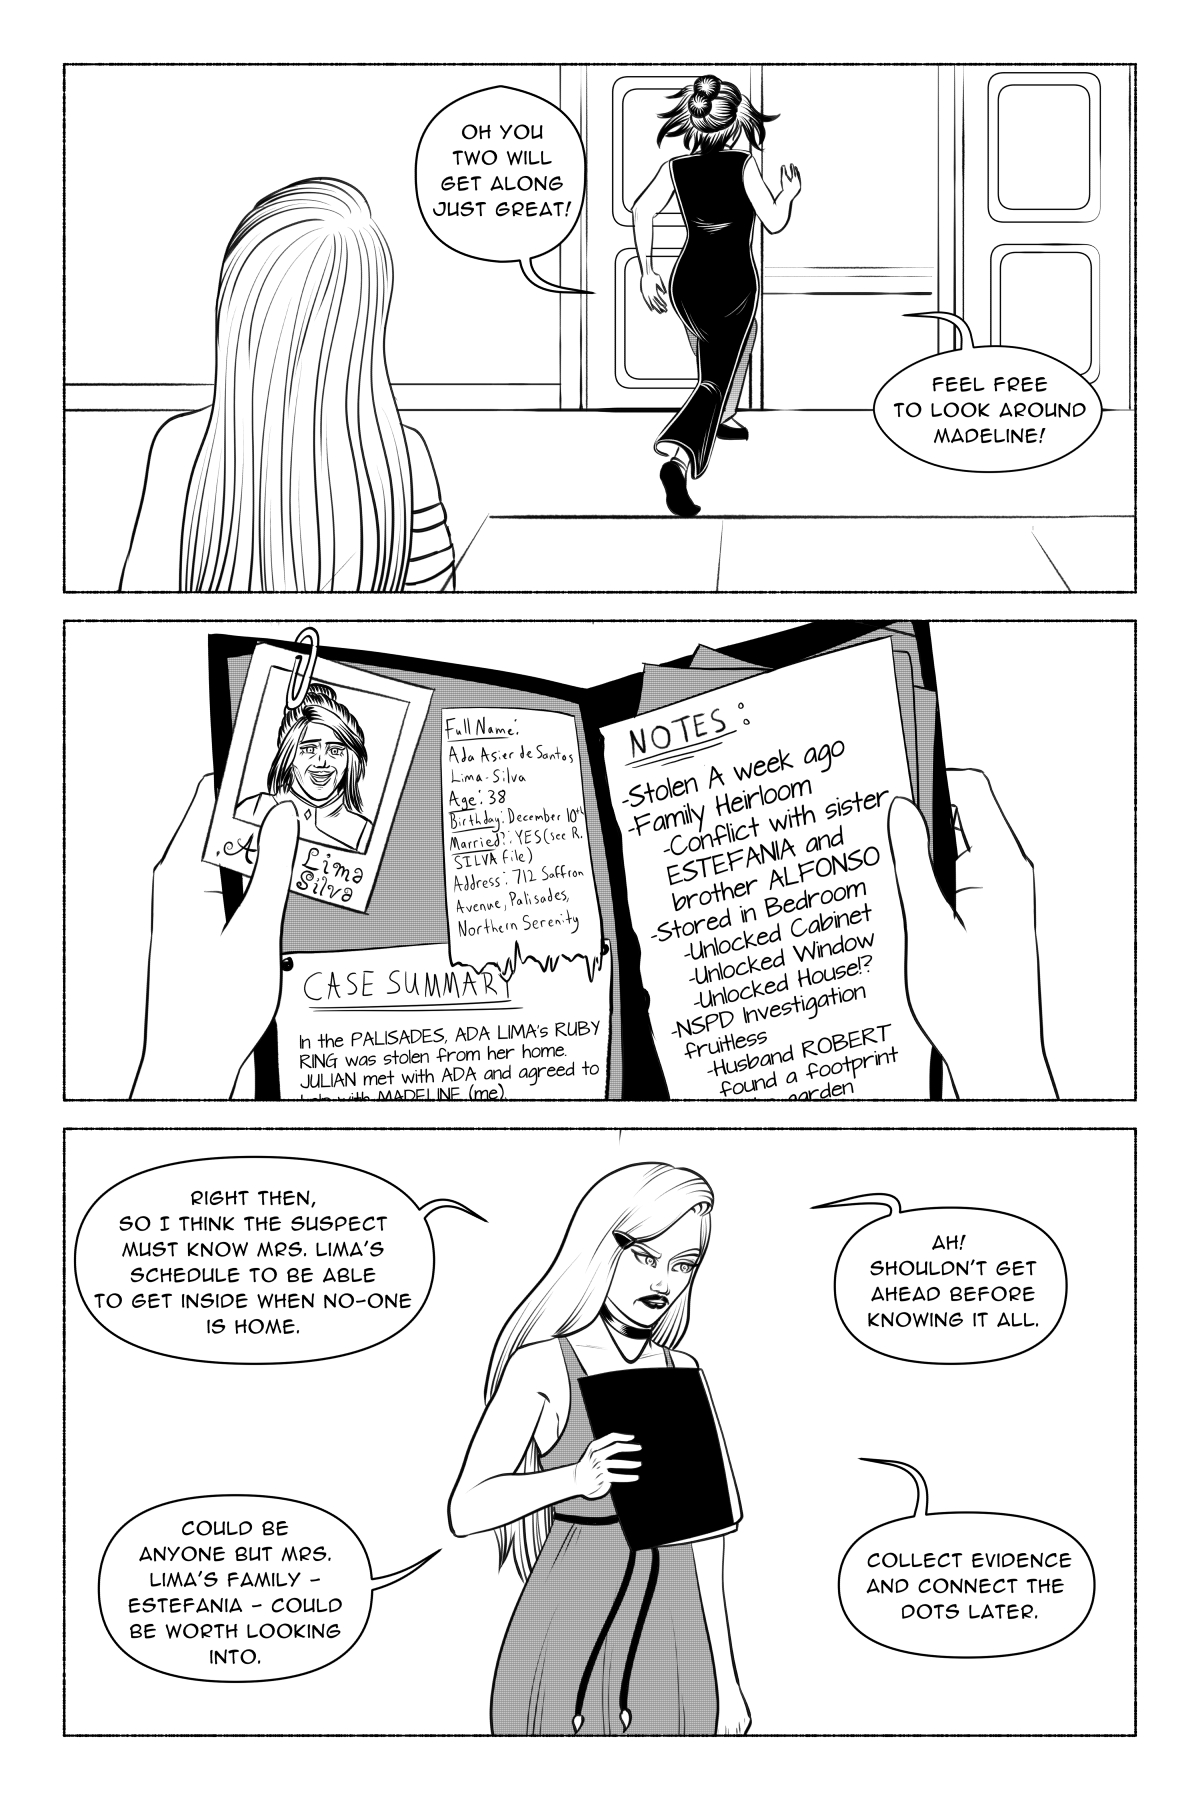 OH YOU
TWO WILL
GET ALONG
JUST GREAT!
FEEL FREE
TO LOOK AROUND
MADELINE!
Lima
Silva
Full Name:
Ada Asier de Santos
Lima-Silva
Age: 38
Birthday: December 10th
Married?: YES (see R.
SILVA file)
Address: 712 Saffron
Avenue, Palisades,
Northern Serenity
CASE SUMMARY
In the PALISADES, ADA LIMA's RUBY
RING was stolen from her home.
JULIAN met with ADA and agreed to
help with MADELINE (me).
NOTES:
-Stolen A week ago
-Family Heirloom
-Conflict with sister
ESTEFANIA and
brother ALFONSO
-Stored in Bedroom
-Unlocked Cabinet
-Unlocked Window
-Unlocked House!?
-NSPD Investigation
fruitless
-Husband ROBERT
found a footprint
garden
RIGHT THEN,
SO I THINK THE SUSPECT
MUST KNOW MRS. LIMA'S
SCHEDULE TO BE ABLE
TO GET INSIDE WHEN NO-ONE
IS HOME.
AH!
SHOULDN'T GET
AHEAD BEFORE
KNOWING IT ALL.
COULD BE
ANYONE BUT MRS.
LIMA'S FAMILY -
ESTEFANIA - COULD
BE WORTH LOOKING
INTO.
COLLECT EVIDENCE
AND CONNECT THE
DOTS LATER.